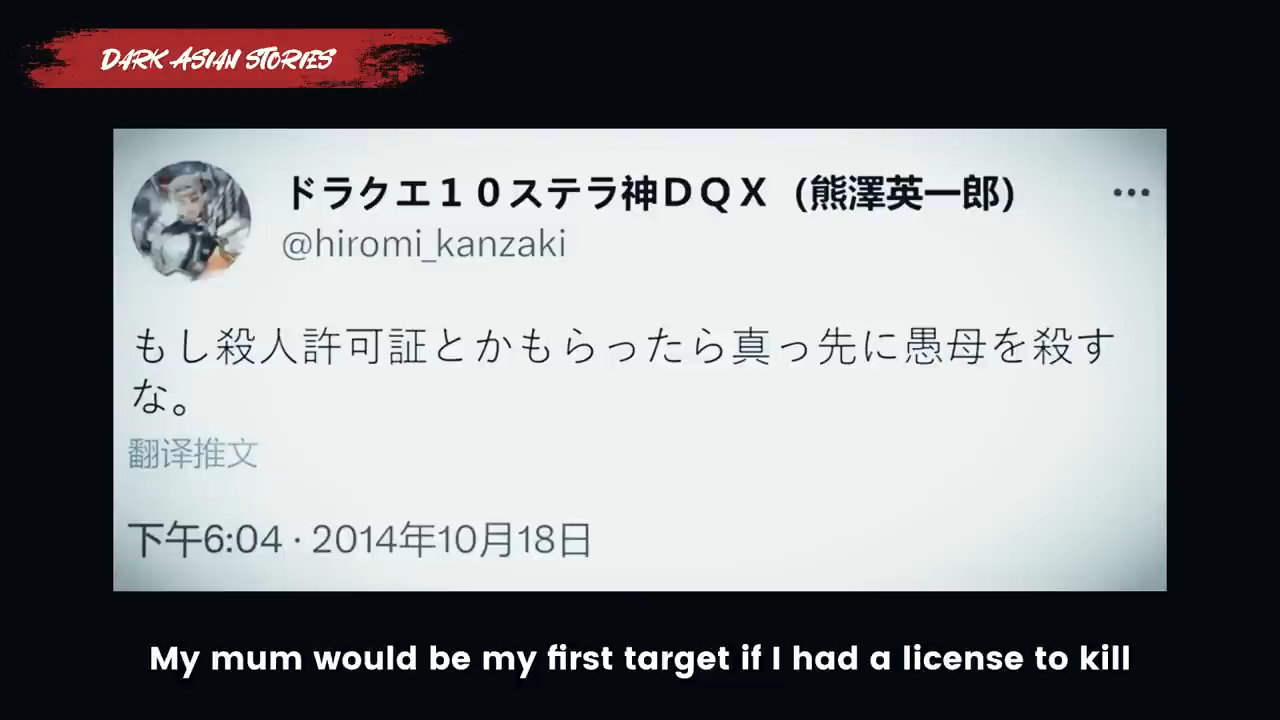 DARK ASIAN STORIES
ドラクエ１０ステラ神ＤＱＸ (熊澤英一郎)
@hiromi_kanzaki
もし殺人許可証とかもらったら真っ先に愚母を殺す
な。
翻译推文
下午6:04 · 2014年10月18日
My mum would be my first target if I had a license to kill